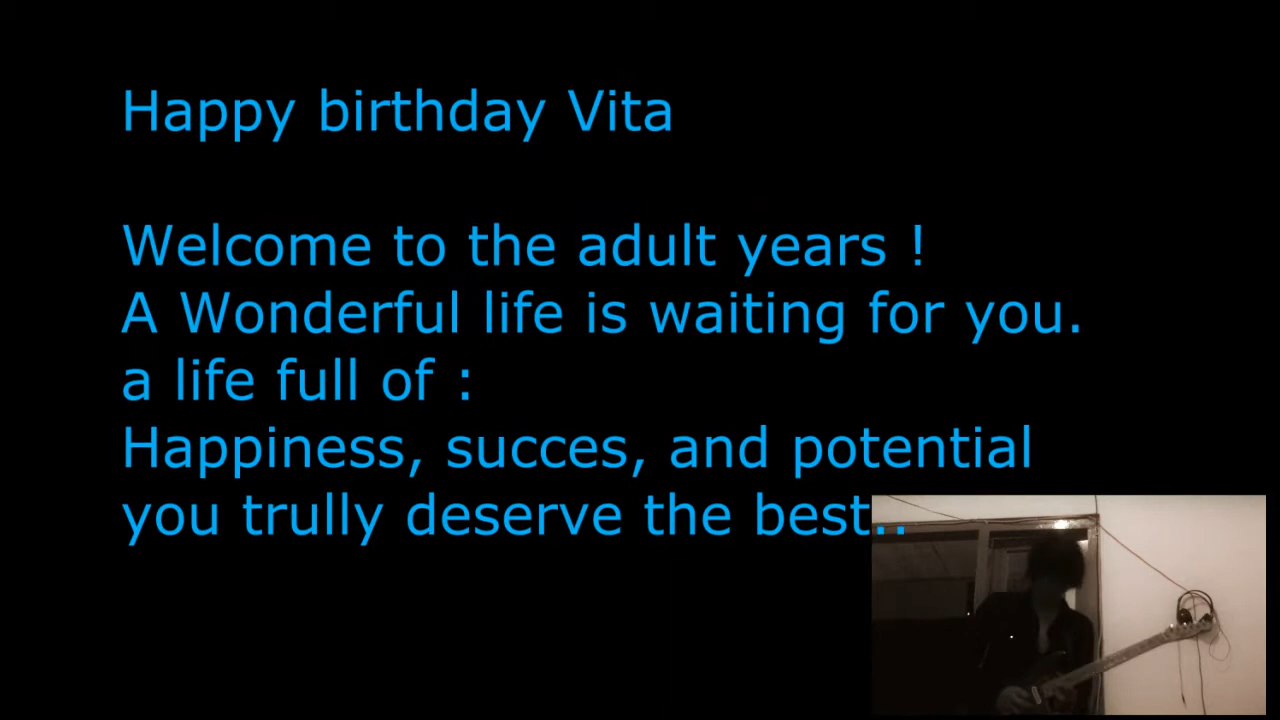 Happy birthday Vita
Welcome to the adult years !
A Wonderful life is waiting for you.
a life full of :
Happiness, succes, and potential
you trully deserve the best..